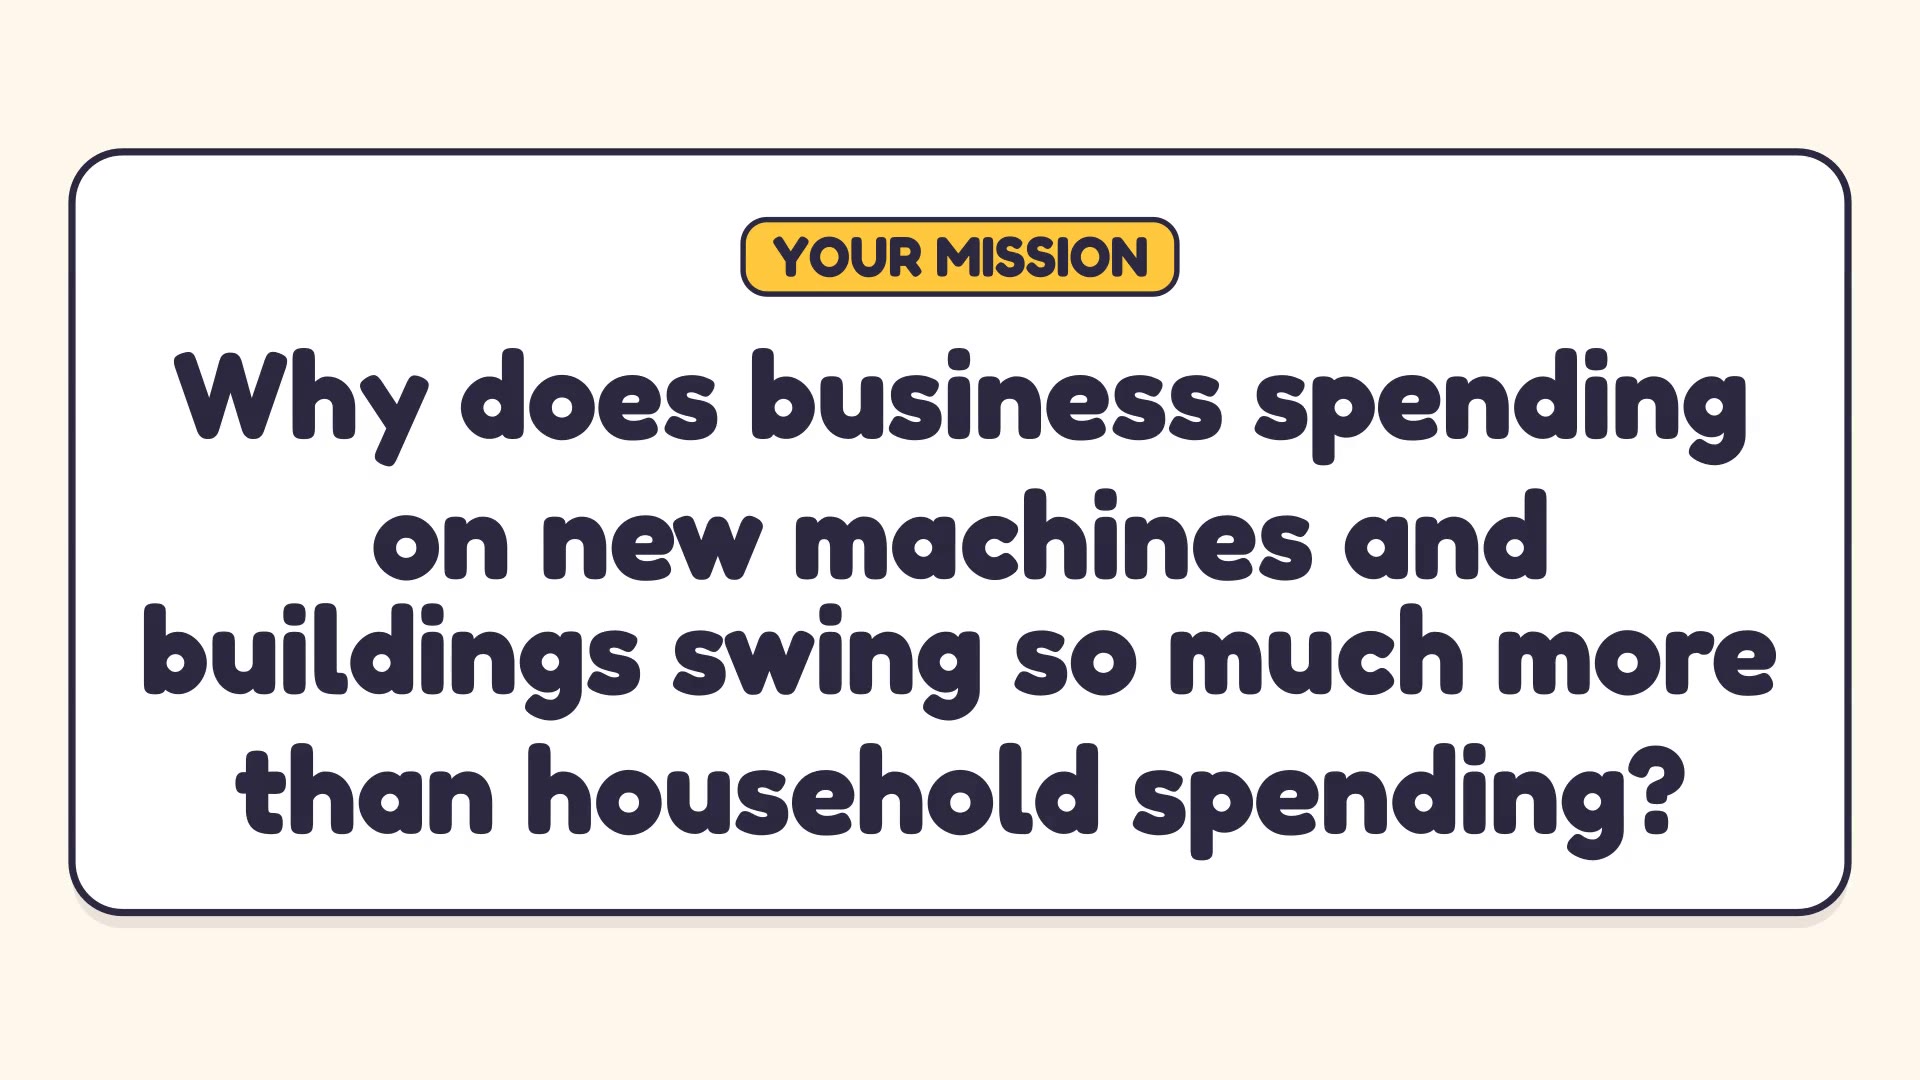 YOUR MISSION
Why does business spending
on new machines and
buildings swing so much more
than household spending?